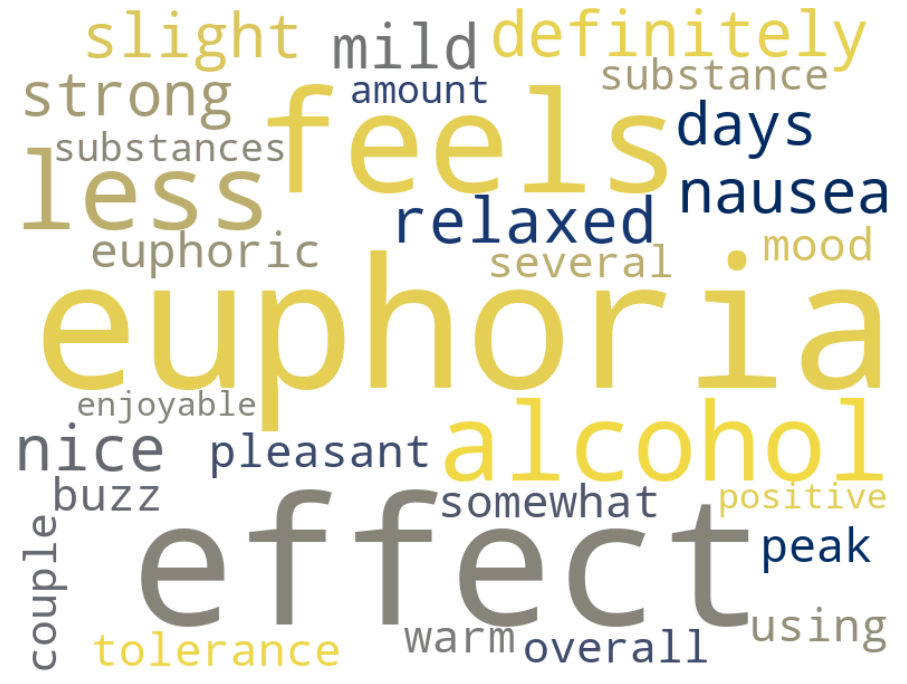 slight
mild
definitely
strong
amount
substance
feels
days
substances
less
relaxed
nausea
euphoric
several
mood
euphoria
enjoyable
nice
pleasant
alcohol
buzz
somewhat
positive
couple
effect
peak
tolerance
warm
overall
using